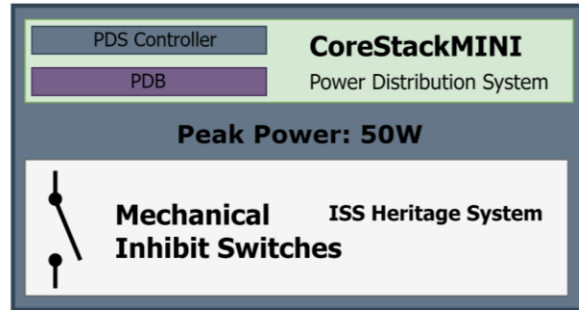 PDS Controller
CoreStackMINI
PDB
Power Distribution System
Peak Power: 50W
Mechanical
Inhibit Switches
ISS Heritage System